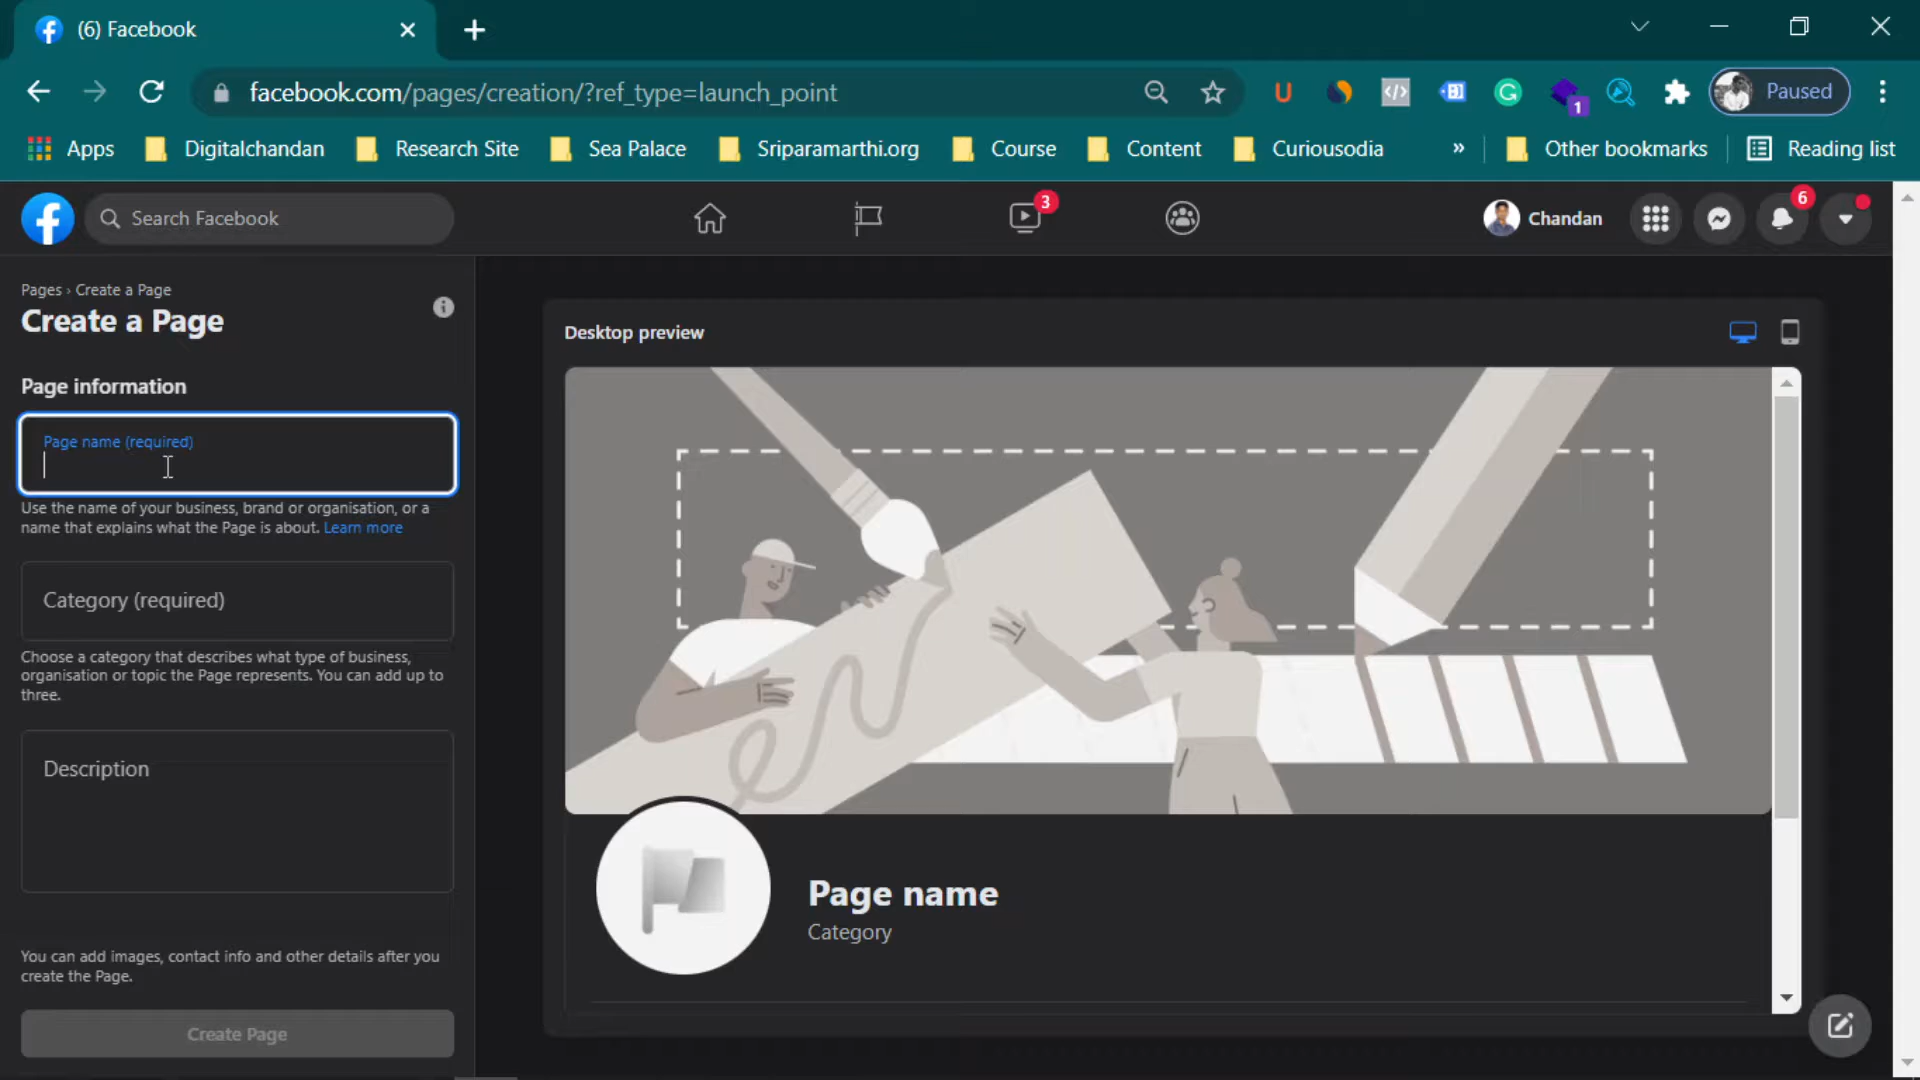 (6) Facebook
facebook.com/pages/creation/?ref_type=launch_point
1
Paused
Apps
Digitalchandan
Research Site
Sea Palace
Sriparamarthi.org
Course
Content
Curiousodia
»
Other bookmarks
Reading list
Search Facebook
3
Chandan
6
Pages › Create a Page
Create a Page
Page information
Page name (required)
Use the name of your business, brand or organisation, or a
name that explains what the Page is about. Learn more
Category (required)
Choose a category that describes what type of business,
organisation or topic the Page represents. You can add up to
three.
Description
You can add images, contact info and other details after you
create the Page.
Create Page
Desktop preview
Page name
Category